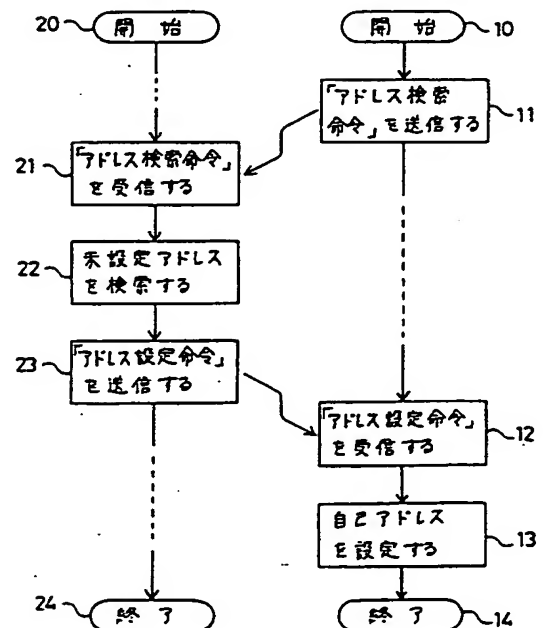 20 開始
開始 10
「アドレス検索
命令」を送信する 11
21 「アドレス検索命令」
を受信する
22 未設定アドレス
を検索する
23 「アドレス設定命令」
を送信する
「アドレス設定命令」
を受信する 12
自己アドレス
を設定する 13
24 終了
終了 14